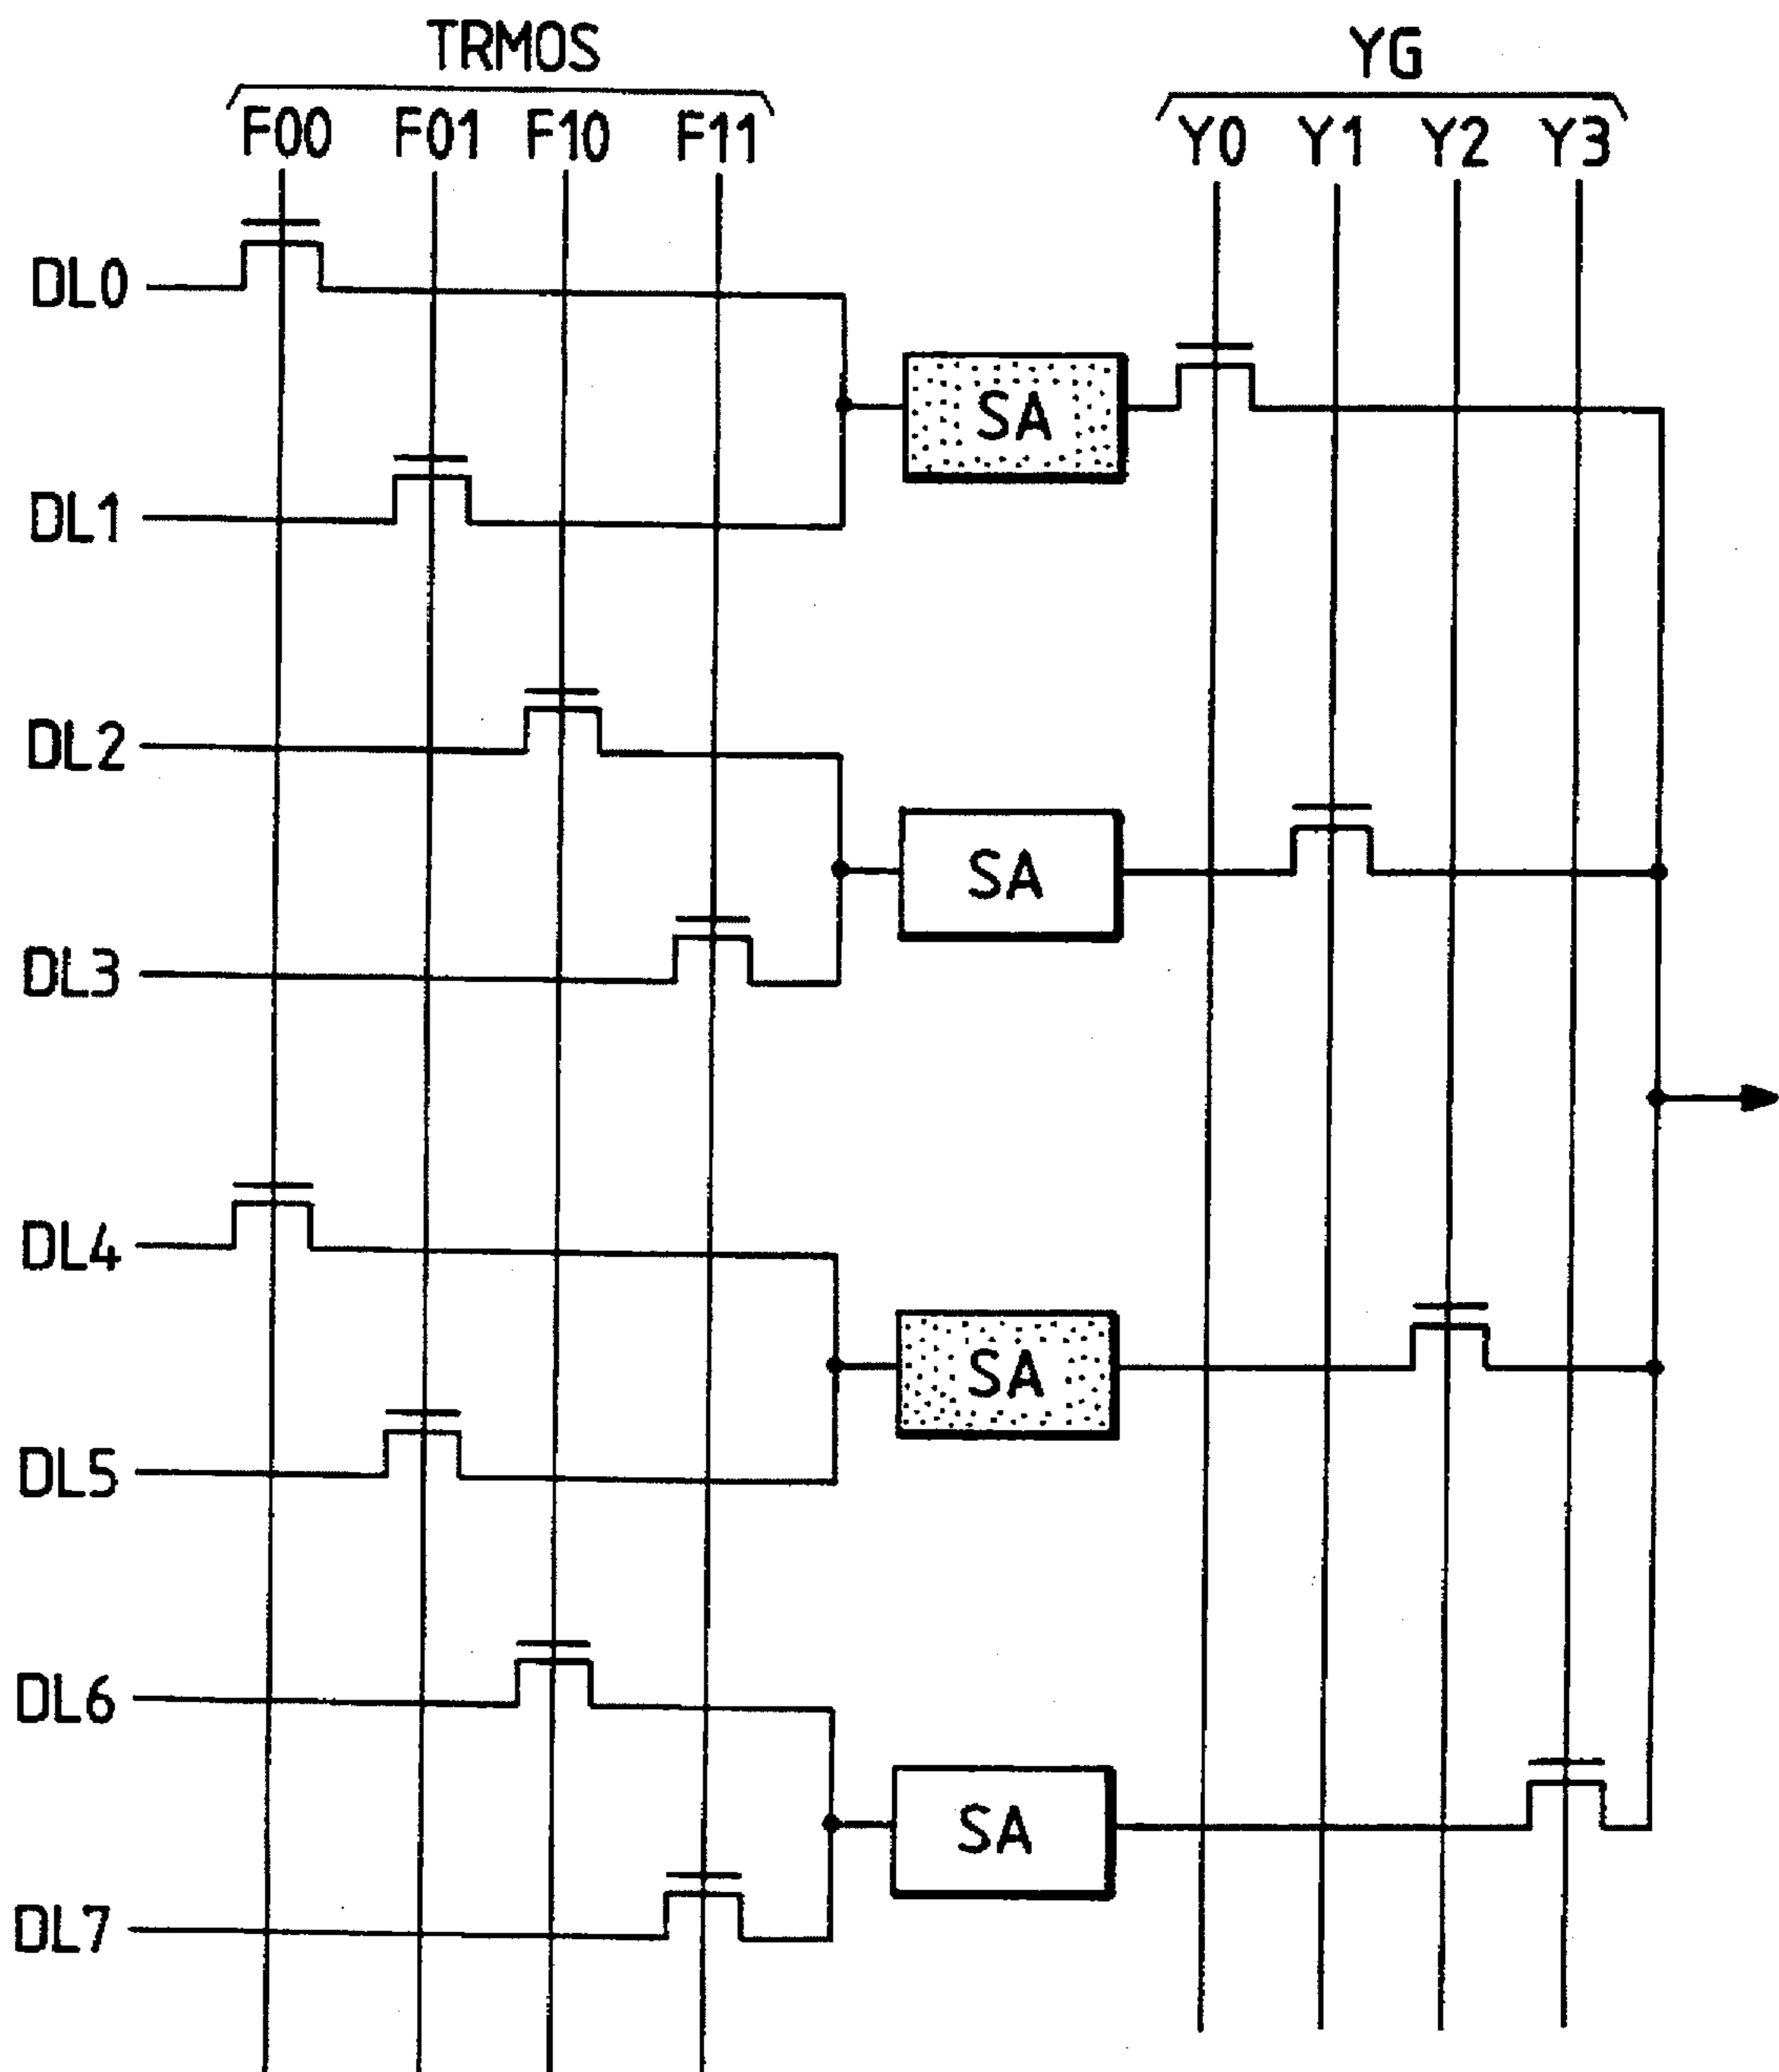 TRMOS YG
F00 F01 F10 F11 Y0 Y1 Y2 Y3
DL0
SA
DL1
DL2
SA
DL3
DL4
SA
DL5
DL6
SA
DL7